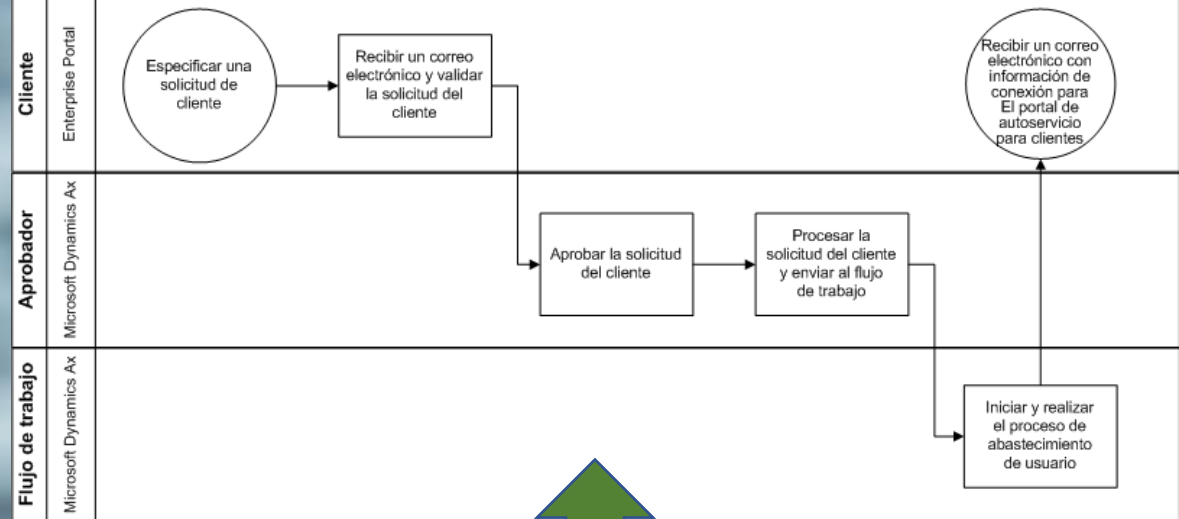 Cliente
Enterprise Portal
Especificar una
solicitud de
cliente
Recibir un correo
electrónico y validar
la solicitud del
cliente
Recibir un correo
electrónico con
información de
conexión para
El portal de
autoservicio
para clientes
Aprobador
Microsoft Dynamics Ax
Aprobar la solicitud
del cliente
Procesar la
solicitud del cliente
y enviar al flujo
de trabajo
Flujo de trabajo
Microsoft Dynamics Ax
Iniciar y realizar
el proceso de
abastecimiento
de usuario